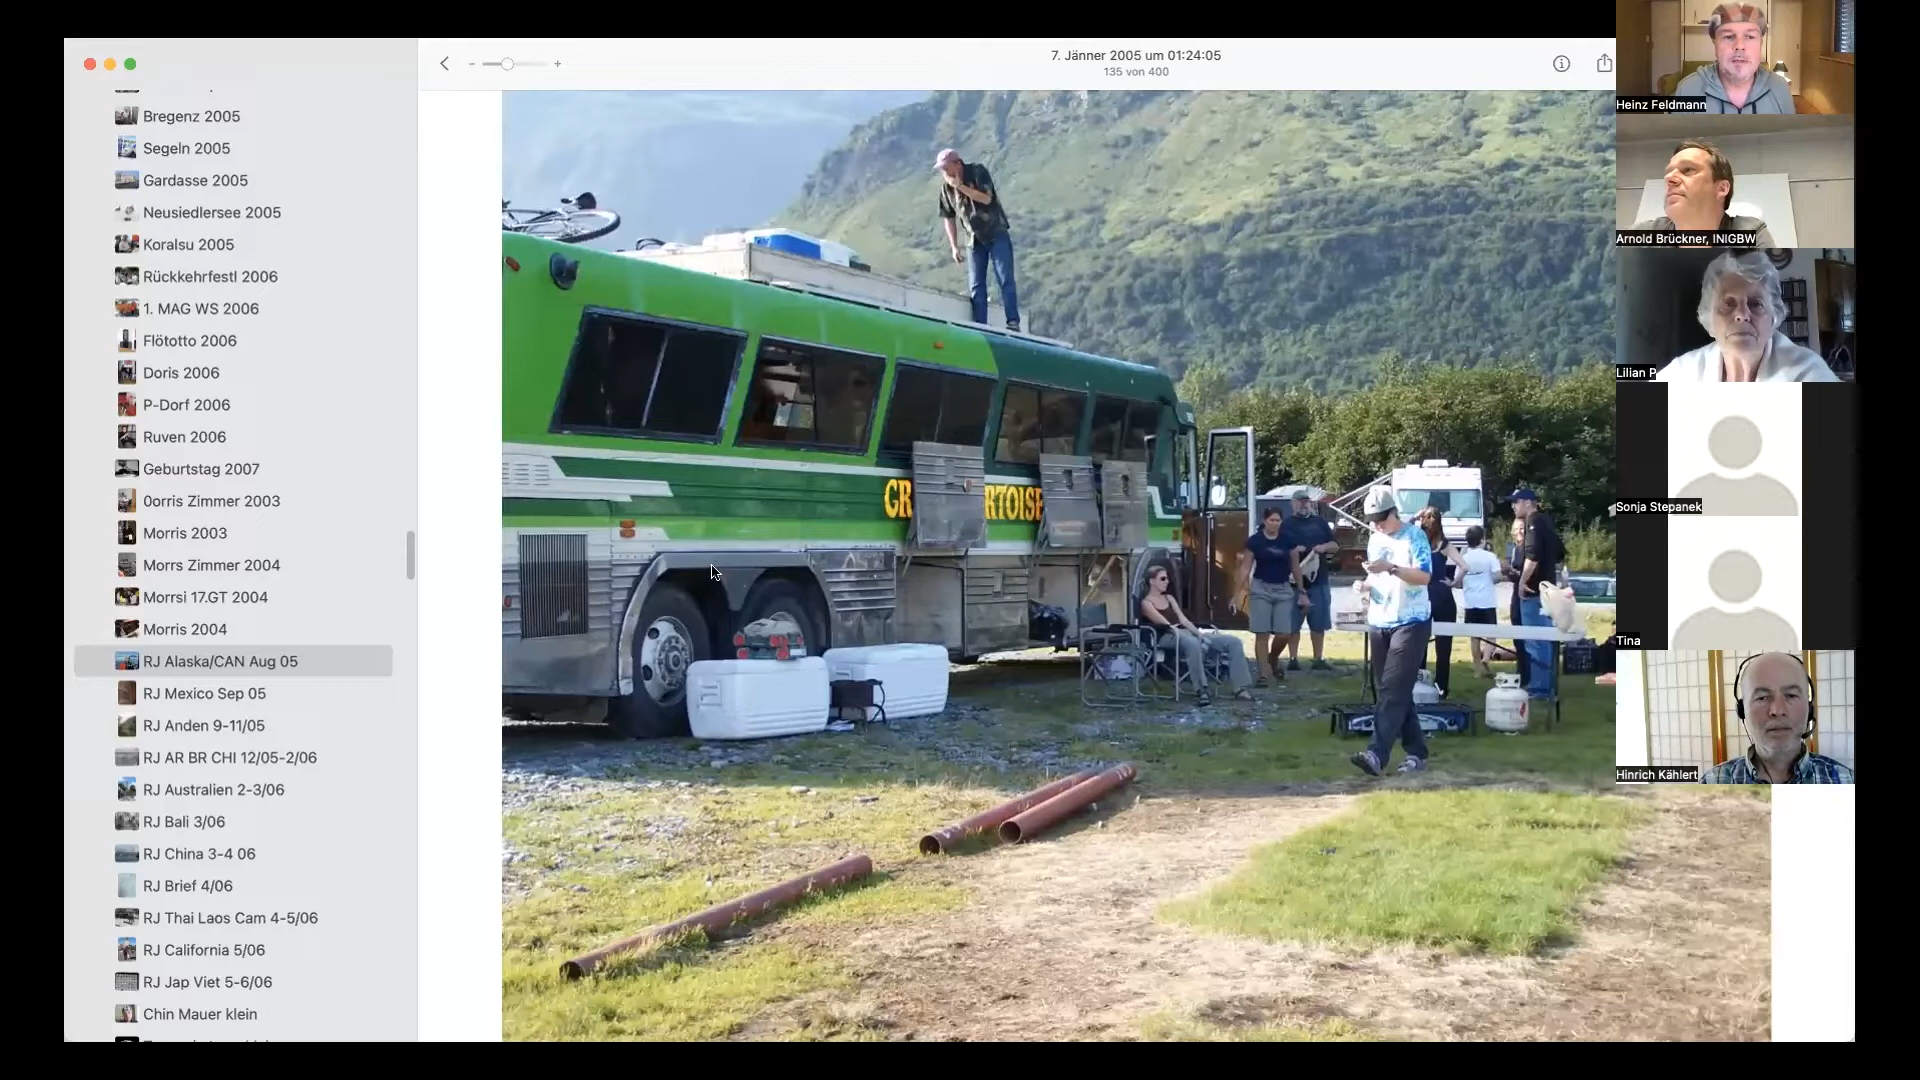 7. Jänner 2005 um 01:24:05
135 von 400
Bregenz 2005
Segeln 2005
Gardasse 2005
Neusiedlersee 2005
Koralsu 2005
Rückkehrfestl 2006
1. MAG WS 2006
Flötotto 2006
Doris 2006
P-Dorf 2006
Ruven 2006
Geburtstag 2007
0orris Zimmer 2003
Morris 2003
Morrs Zimmer 2004
Morrsi 17.GT 2004
Morris 2004
RJ Alaska/CAN Aug 05
RJ Mexico Sep 05
RJ Anden 9-11/05
RJ AR BR CHI 12/05-2/06
RJ Australien 2-3/06
RJ Bali 3/06
RJ China 3-4 06
RJ Brief 4/06
RJ Thai Laos Cam 4-5/06
RJ California 5/06
RJ Jap Viet 5-6/06
Chin Mauer klein
GR RTOISE
Heinz Feldmann
Arnold Brückner, INIGBW
Lilian P
Sonja Stepanek
Tina
Hinrich Kählert